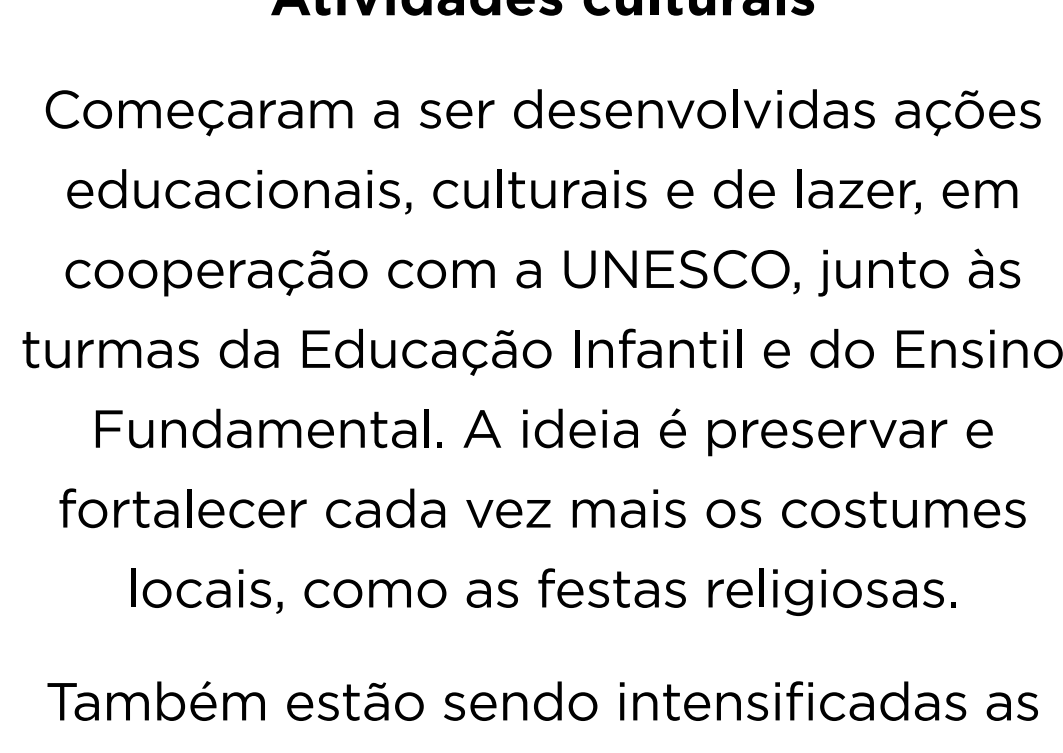 Atividades culturais
Começaram a ser desenvolvidas ações
educacionais, culturais e de lazer, em
cooperação com a UNESCO, junto às
turmas da Educação Infantil e do Ensino
Fundamental. A ideia é preservar e
fortalecer cada vez mais os costumes
locais, como as festas religiosas.
Também estão sendo intensificadas as